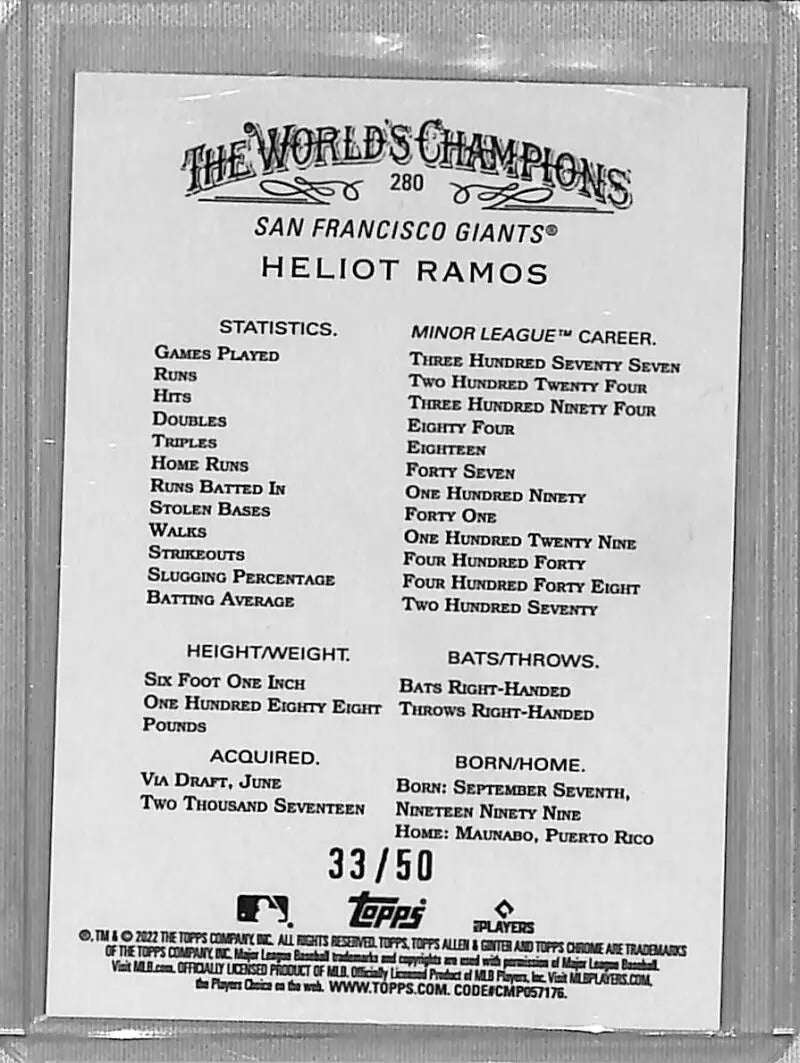 THE WORLD'S CHAMPIONS
280
SAN FRANCISCO GIANTS®
HELIOT RAMOS
STATISTICS. MINOR LEAGUE™ CAREER.
GAMES PLAYED THREE HUNDRED SEVENTY SEVEN
RUNS TWO HUNDRED TWENTY FOUR
HITS THREE HUNDRED NINETY FOUR
DOUBLES EIGHTY FOUR
TRIPLES EIGHTEEN
HOME RUNS FORTY SEVEN
RUNS BATTED IN ONE HUNDRED NINETY
STOLEN BASES FORTY ONE
WALKS ONE HUNDRED TWENTY NINE
STRIKEOUTS FOUR HUNDRED FORTY
SLUGGING PERCENTAGE FOUR HUNDRED FORTY EIGHT
BATTING AVERAGE TWO HUNDRED SEVENTY
HEIGHT/WEIGHT.
SIX FOOT ONE INCH
ONE HUNDRED EIGHTY EIGHT
POUNDS
BATS/THROWS.
BATS RIGHT-HANDED
THROWS RIGHT-HANDED
ACQUIRED.
VIA DRAFT, JUNE
TWO THOUSAND SEVENTEEN
BORN/HOME.
BORN: SEPTEMBER SEVENTH,
NINETEEN NINETY NINE
HOME: MAUNABO, PUERTO RICO
33/50
Topps
PLAYERS
®, TM & © 2022 THE TOPPS COMPANY, INC. ALL RIGHTS RESERVED. TOPPS, TOPPS ALLEN & GINTER AND TOPPS CHROME ARE TRADEMARKS
OF THE TOPPS COMPANY, INC. Major League Baseball trademarks and copyrights are used with permission of Major League Baseball.
Visit MLB.com. OFFICIALLY LICENSED PRODUCT OF MLB. Officially Licensed Product of MLB Players, Inc. Visit MLBPLAYERS.COM,
the Players Choice on the web. WWW.TOPPS.COM. CODE#CMP057176.